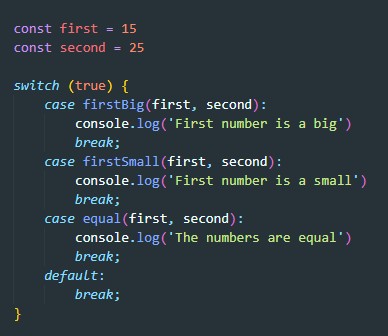 const first = 15
const second = 25
switch (true) {
    case firstBig(first, second):
        console.log('First number is a big')
        break;
    case firstSmall(first, second):
        console.log('First number is a small')
        break;
    case equal(first, second):
        console.log('The numbers are equal')
        break;
    default:
        break;
}